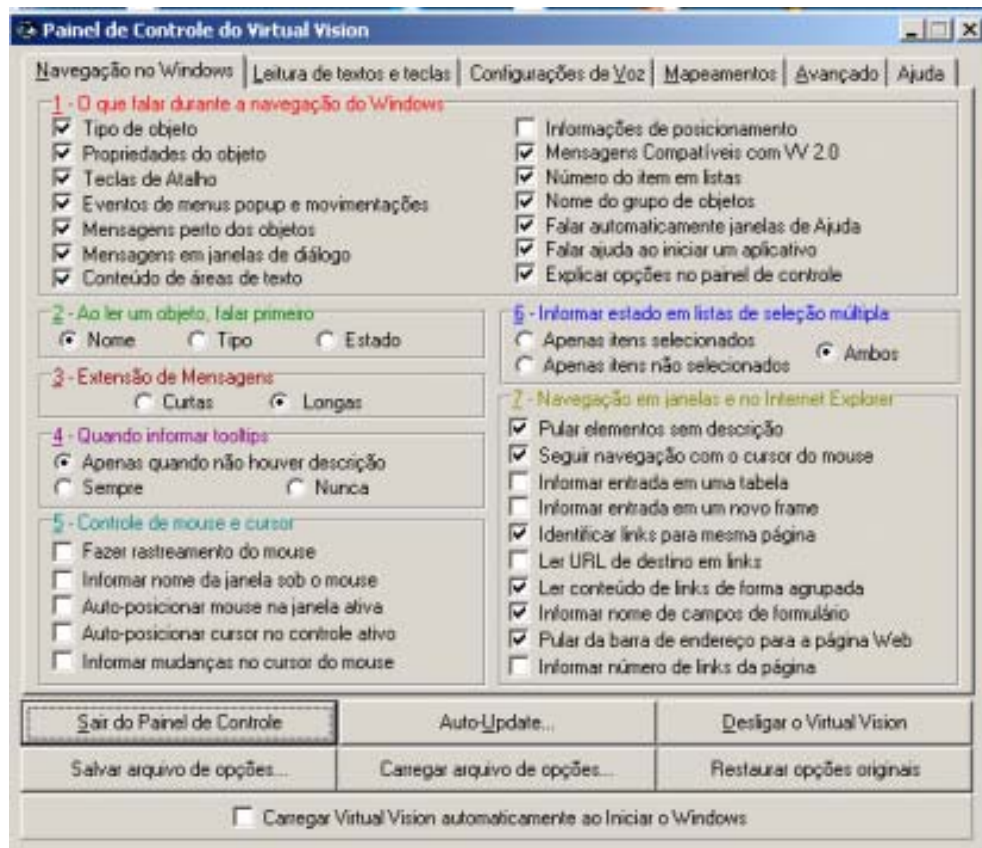 Painel de Controle do Virtual Vision
Navegação no Windows
Leitura de textos e teclas
Configurações de Voz
Mapeamentos
Avançado
Ajuda
1 - O que falar durante a navegação do Windows
Tipo de objeto
Propriedades do objeto
Teclas de Atalho
Eventos de menus popup e movimentações
Mensagens perto dos objetos
Mensagens em janelas de diálogo
Conteúdo de áreas de texto
Informações de posicionamento
Mensagens Compatíveis com VV 2.0
Número do item em listas
Nome do grupo de objetos
Falar automaticamente janelas de Ajuda
Falar ajuda ao iniciar um aplicativo
Explicar opções no painel de controle
2 - Ao ler um objeto, falar primeiro
Nome Tipo Estado
3 - Extensão de Mensagens
Curtas Longas
4 - Quando informar tooltips
Apenas quando não houver descrição
Sempre Nunca
5 - Controle de mouse e cursor
Fazer rastreamento do mouse
Informar nome da janela sob o mouse
Auto-posicionar mouse na janela ativa
Auto-posicionar cursor no controle ativo
Informar mudanças no cursor do mouse
6 - Informar estado em listas de seleção múltipla
Apenas itens selecionados
Apenas itens não selecionados
Ambos
7 - Navegação em janelas e no Internet Explorer
Pular elementos sem descrição
Seguir navegação com o cursor do mouse
Informar entrada em uma tabela
Informar entrada em um novo frame
Identificar links para mesma página
Ler URL de destino em links
Ler conteúdo de links de forma agrupada
Informar nome de campos de formulário
Pular da barra de endereço para a página Web
Informar número de links da página
Sair do Painel de Controle
Auto-Update...
Desligar o Virtual Vision
Salvar arquivo de opções...
Carregar arquivo de opções...
Restaurar opções originais
Carregar Virtual Vision automaticamente ao Iniciar o Windows